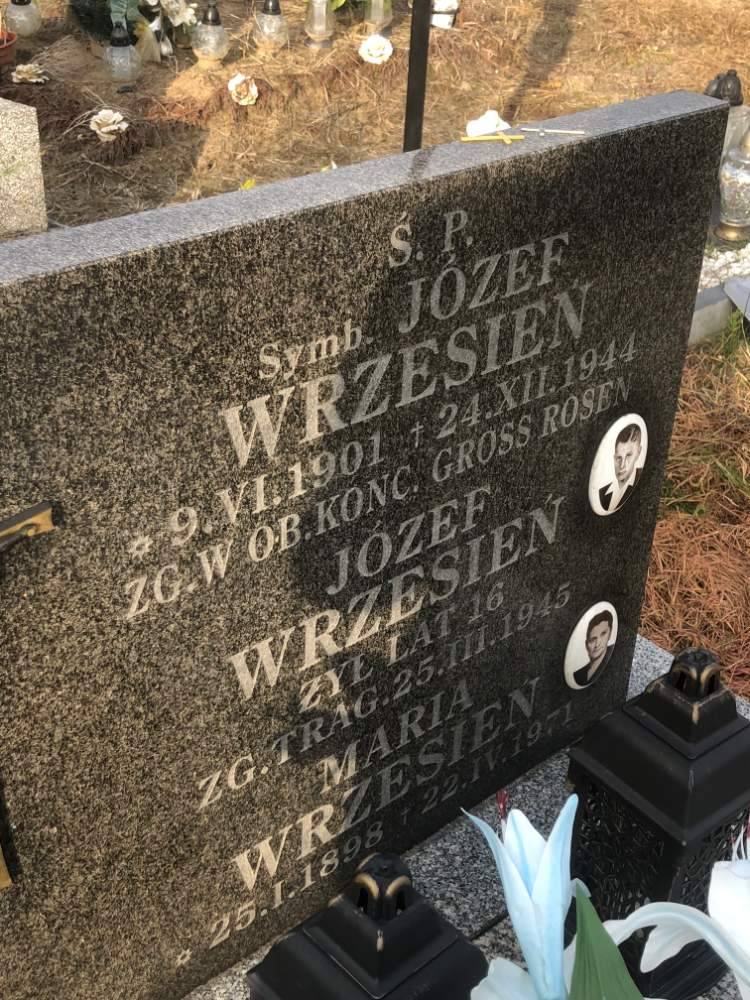 Ś. P.
Symb. JÓZEF
WRZESIEŃ
✡ 9.VI.1901 † 24.XII.1944
ZG.W OB.KONC. GROSS ROSEN
JÓZEF
WRZESIEŃ
ŻYŁ LAT 16
ZG.TRAG.25.III.1945
MARIA
WRZESIEŃ
✡ 25.I.1898 † 22.IV.1971